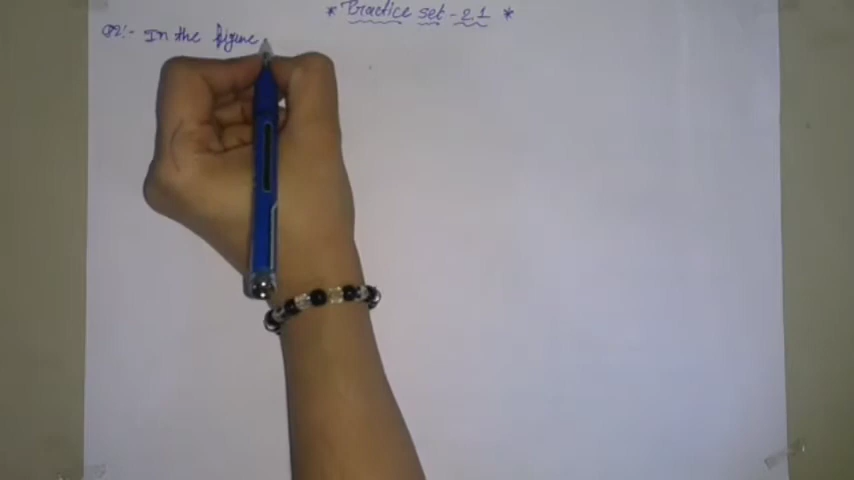 * Practice set - 2.1 *
Q2:- In the figure